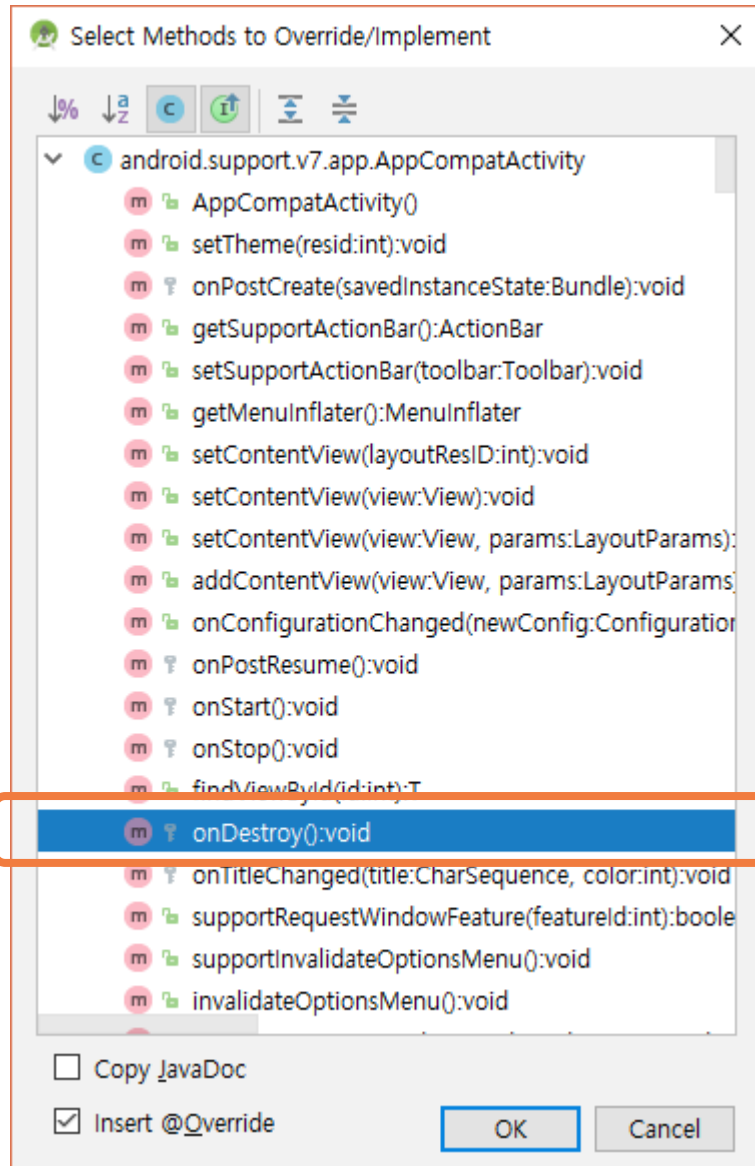 Select Methods to Override/Implement
android.support.v7.app.AppCompatActivity
AppCompatActivity()
setTheme(resid:int):void
onPostCreate(savedInstanceState:Bundle):void
getSupportActionBar():ActionBar
setSupportActionBar(toolbar:Toolbar):void
getMenuInflater():MenuInflater
setContentView(layoutResID:int):void
setContentView(view:View):void
setContentView(view:View, params:LayoutParams):
addContentView(view:View, params:LayoutParams)
onConfigurationChanged(newConfig:Configuration
onPostResume():void
onStart():void
onStop():void
findViewById(id:int):T
onDestroy():void
onTitleChanged(title:CharSequence, color:int):void
supportRequestWindowFeature(featureId:int):boole
supportInvalidateOptionsMenu():void
invalidateOptionsMenu():void
Copy JavaDoc
Insert @Override
OK Cancel